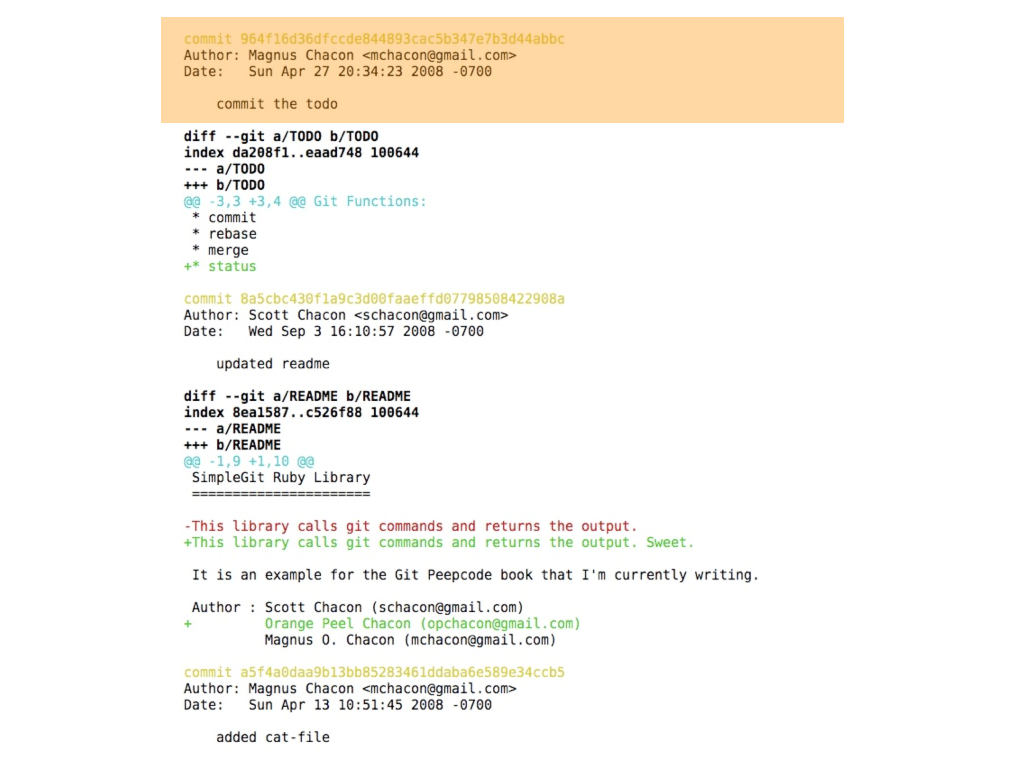 commit 964f16d36dfccde844893cac5b347e7b3d44abbc
Author: Magnus Chacon <mchacon@gmail.com>
Date:   Sun Apr 27 20:34:23 2008 -0700

    commit the todo

diff --git a/TODO b/TODO
index da208f1..eaad748 100644
--- a/TODO
+++ b/TODO
@@ -3,3 +3,4 @@ Git Functions:
 * commit
 * rebase
 * merge
+* status

commit 8a5cbc430f1a9c3d00faaeffd07798508422908a
Author: Scott Chacon <schacon@gmail.com>
Date:   Wed Sep 3 16:10:57 2008 -0700

    updated readme

diff --git a/README b/README
index 8ea1587..c526f88 100644
--- a/README
+++ b/README
@@ -1,9 +1,10 @@
 SimpleGit Ruby Library
 ======================

-This library calls git commands and returns the output.
+This library calls git commands and returns the output. Sweet.

 It is an example for the Git Peepcode book that I'm currently writing.

 Author : Scott Chacon (schacon@gmail.com)
+         Orange Peel Chacon (opchacon@gmail.com)
          Magnus O. Chacon (mchacon@gmail.com)

commit a5f4a0daa9b13bb85283461ddaba6e589e34ccb5
Author: Magnus Chacon <mchacon@gmail.com>
Date:   Sun Apr 13 10:51:45 2008 -0700

    added cat-file